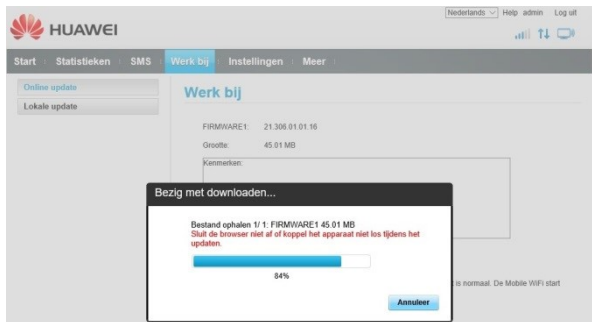 Nederlands Help admin Log uit
HUAWEI
Start Statistieken SMS Werk bij Instellingen Meer
Online update
Lokale update
Werk bij
FIRMWARE1: 21.306.01.01.16
Grootte: 45.01 MB
Kenmerken:
Bezig met downloaden...
Bestand ophalen 1/ 1: FIRMWARE1 45.01 MB
Sluit de browser niet af of koppel het apparaat niet los tijdens het
updaten.
84%
is normaal. De Mobile WiFi start
Annuleer